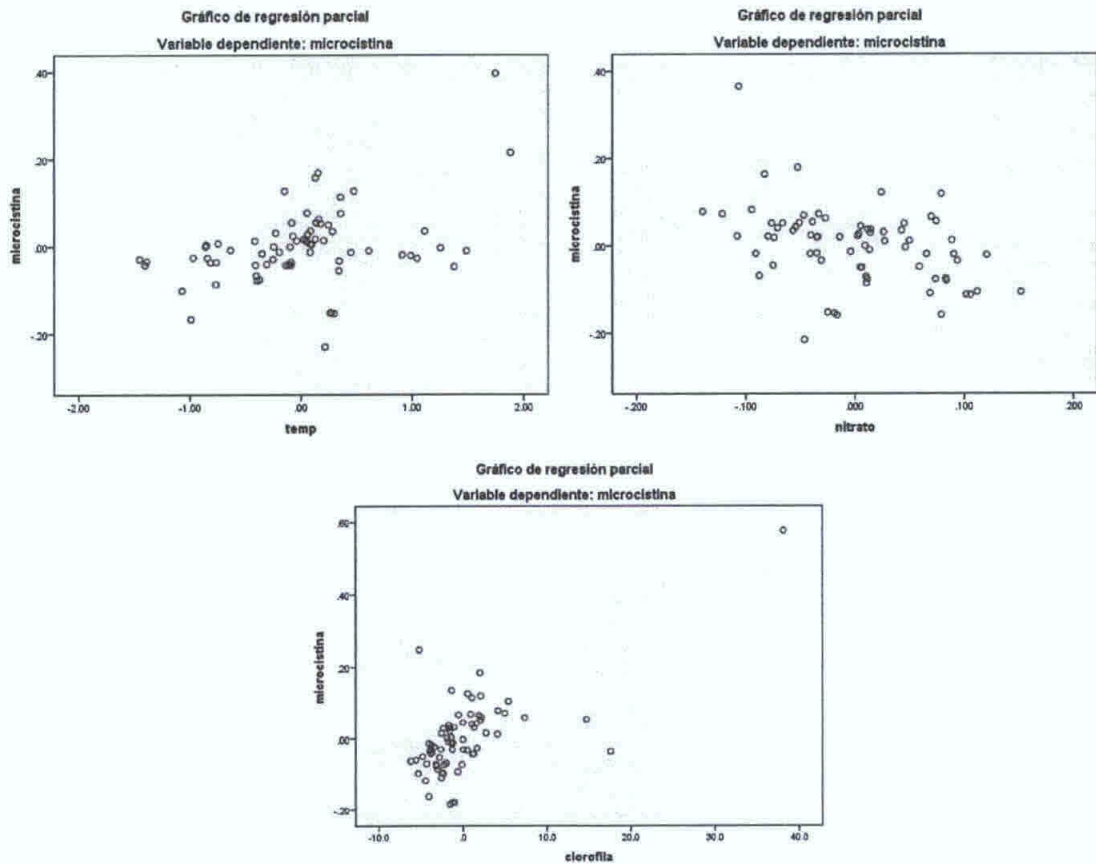 Gráfico de regresión parcial
Variable dependiente: microcistina
.40
.20
.00
-.20
microcistina
-2.00 -1.00 .00 1.00 2.00
temp
Gráfico de regresión parcial
Variable dependiente: microcistina
.40
.20
.00
-.20
microcistina
-.200 -.100 .000 .100 .200
nitrato
Gráfico de regresión parcial
Variable dependiente: microcistina
.60
.40
.20
.00
-.20
microcistina
-10.0 .0 10.0 20.0 30.0 40.0
clorofila